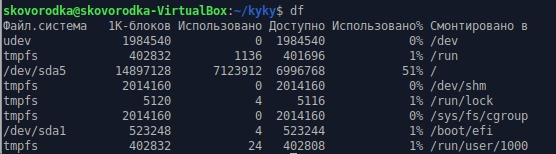 skovorodka@skovorodka-VirtualBox:~/kyky$ df
Файл.система 1K-блоков Использовано Доступно Использовано% Смонтировано в
udev 1984540 0 1984540 0% /dev
tmpfs 402832 1136 401696 1% /run
/dev/sda5 14897128 7123912 6996768 51% /
tmpfs 2014160 0 2014160 0% /dev/shm
tmpfs 5120 4 5116 1% /run/lock
tmpfs 2014160 0 2014160 0% /sys/fs/cgroup
/dev/sda1 523248 4 523244 1% /boot/efi
tmpfs 402832 24 402808 1% /run/user/1000